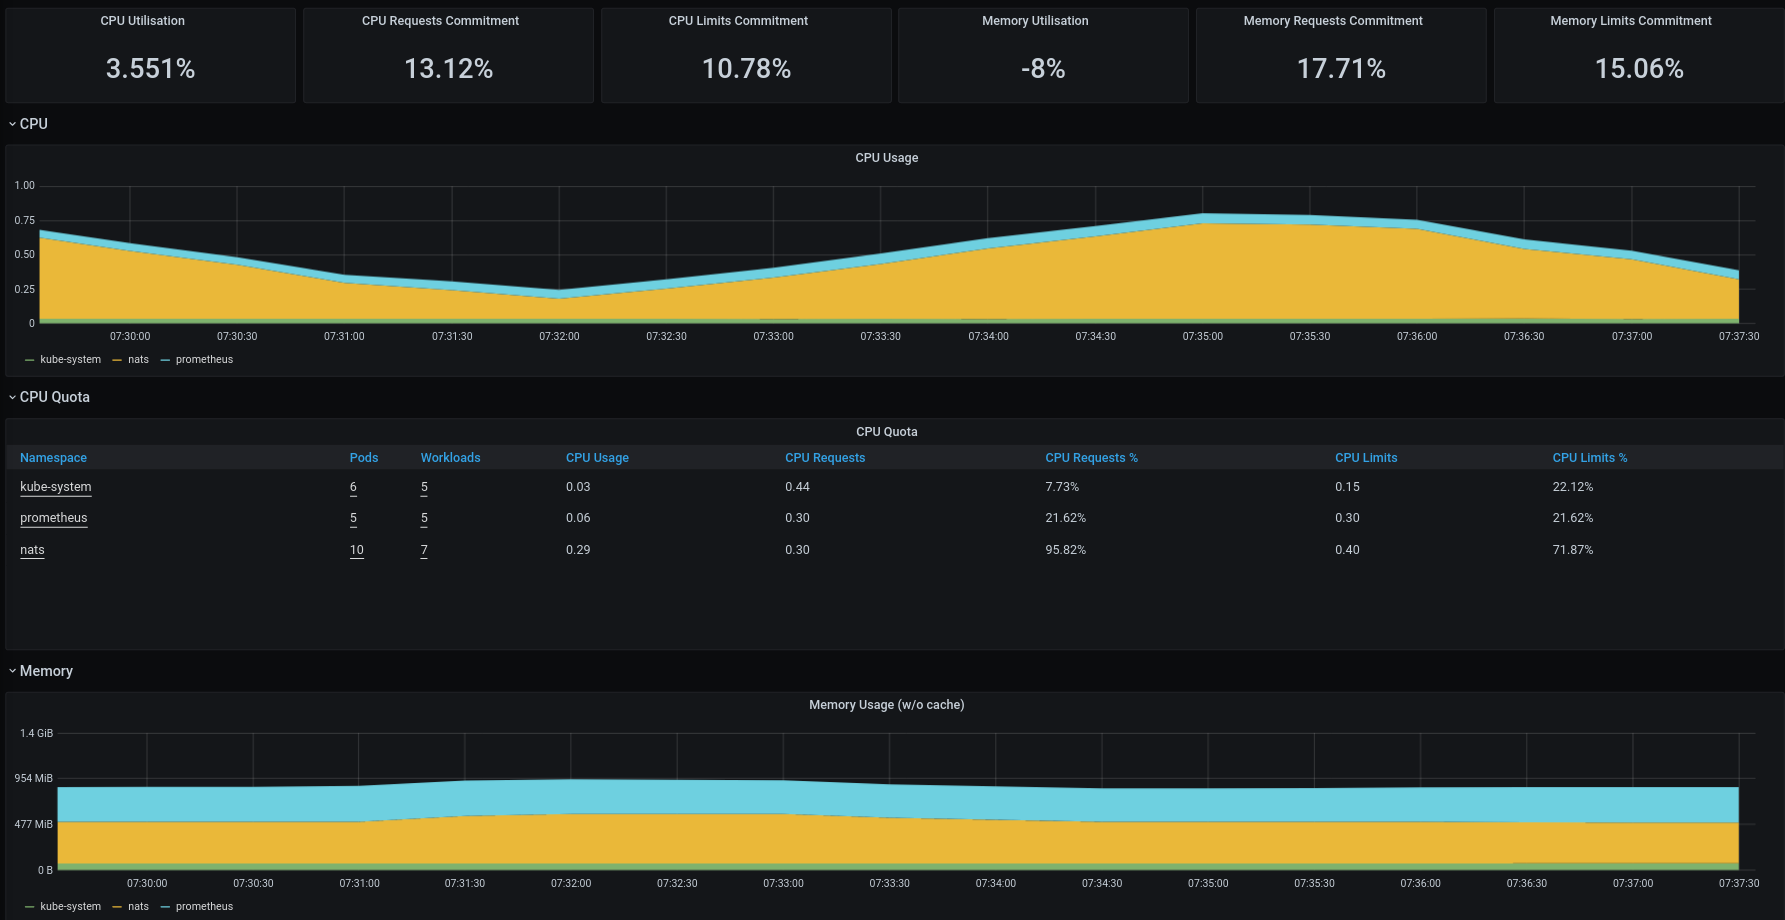 CPU Utilisation CPU Requests Commitment CPU Limits Commitment Memory Utilisation Memory Requests Commitment Memory Limits Commitment
3.551% 13.12% 10.78% -8% 17.71% 15.06%
CPU
CPU Usage
1.00
0.75
0.50
0.25
0
07:30:00 07:30:30 07:31:00 07:31:30 07:32:00 07:32:30 07:33:00 07:33:30 07:34:00 07:34:30 07:35:00 07:35:30 07:36:00 07:36:30 07:37:00 07:37:30
kube-system nats prometheus
CPU Quota
CPU Quota
Namespace Pods Workloads CPU Usage CPU Requests CPU Requests % CPU Limits CPU Limits %
kube-system 6 5 0.03 0.44 7.73% 0.15 22.12%
prometheus 5 5 0.06 0.30 21.62% 0.30 21.62%
nats 10 7 0.29 0.30 95.82% 0.40 71.87%
Memory
Memory Usage (w/o cache)
1.4 GiB
954 MiB
477 MiB
0 B
07:30:00 07:30:30 07:31:00 07:31:30 07:32:00 07:32:30 07:33:00 07:33:30 07:34:00 07:34:30 07:35:00 07:35:30 07:36:00 07:36:30 07:37:00 07:37:30
kube-system nats prometheus